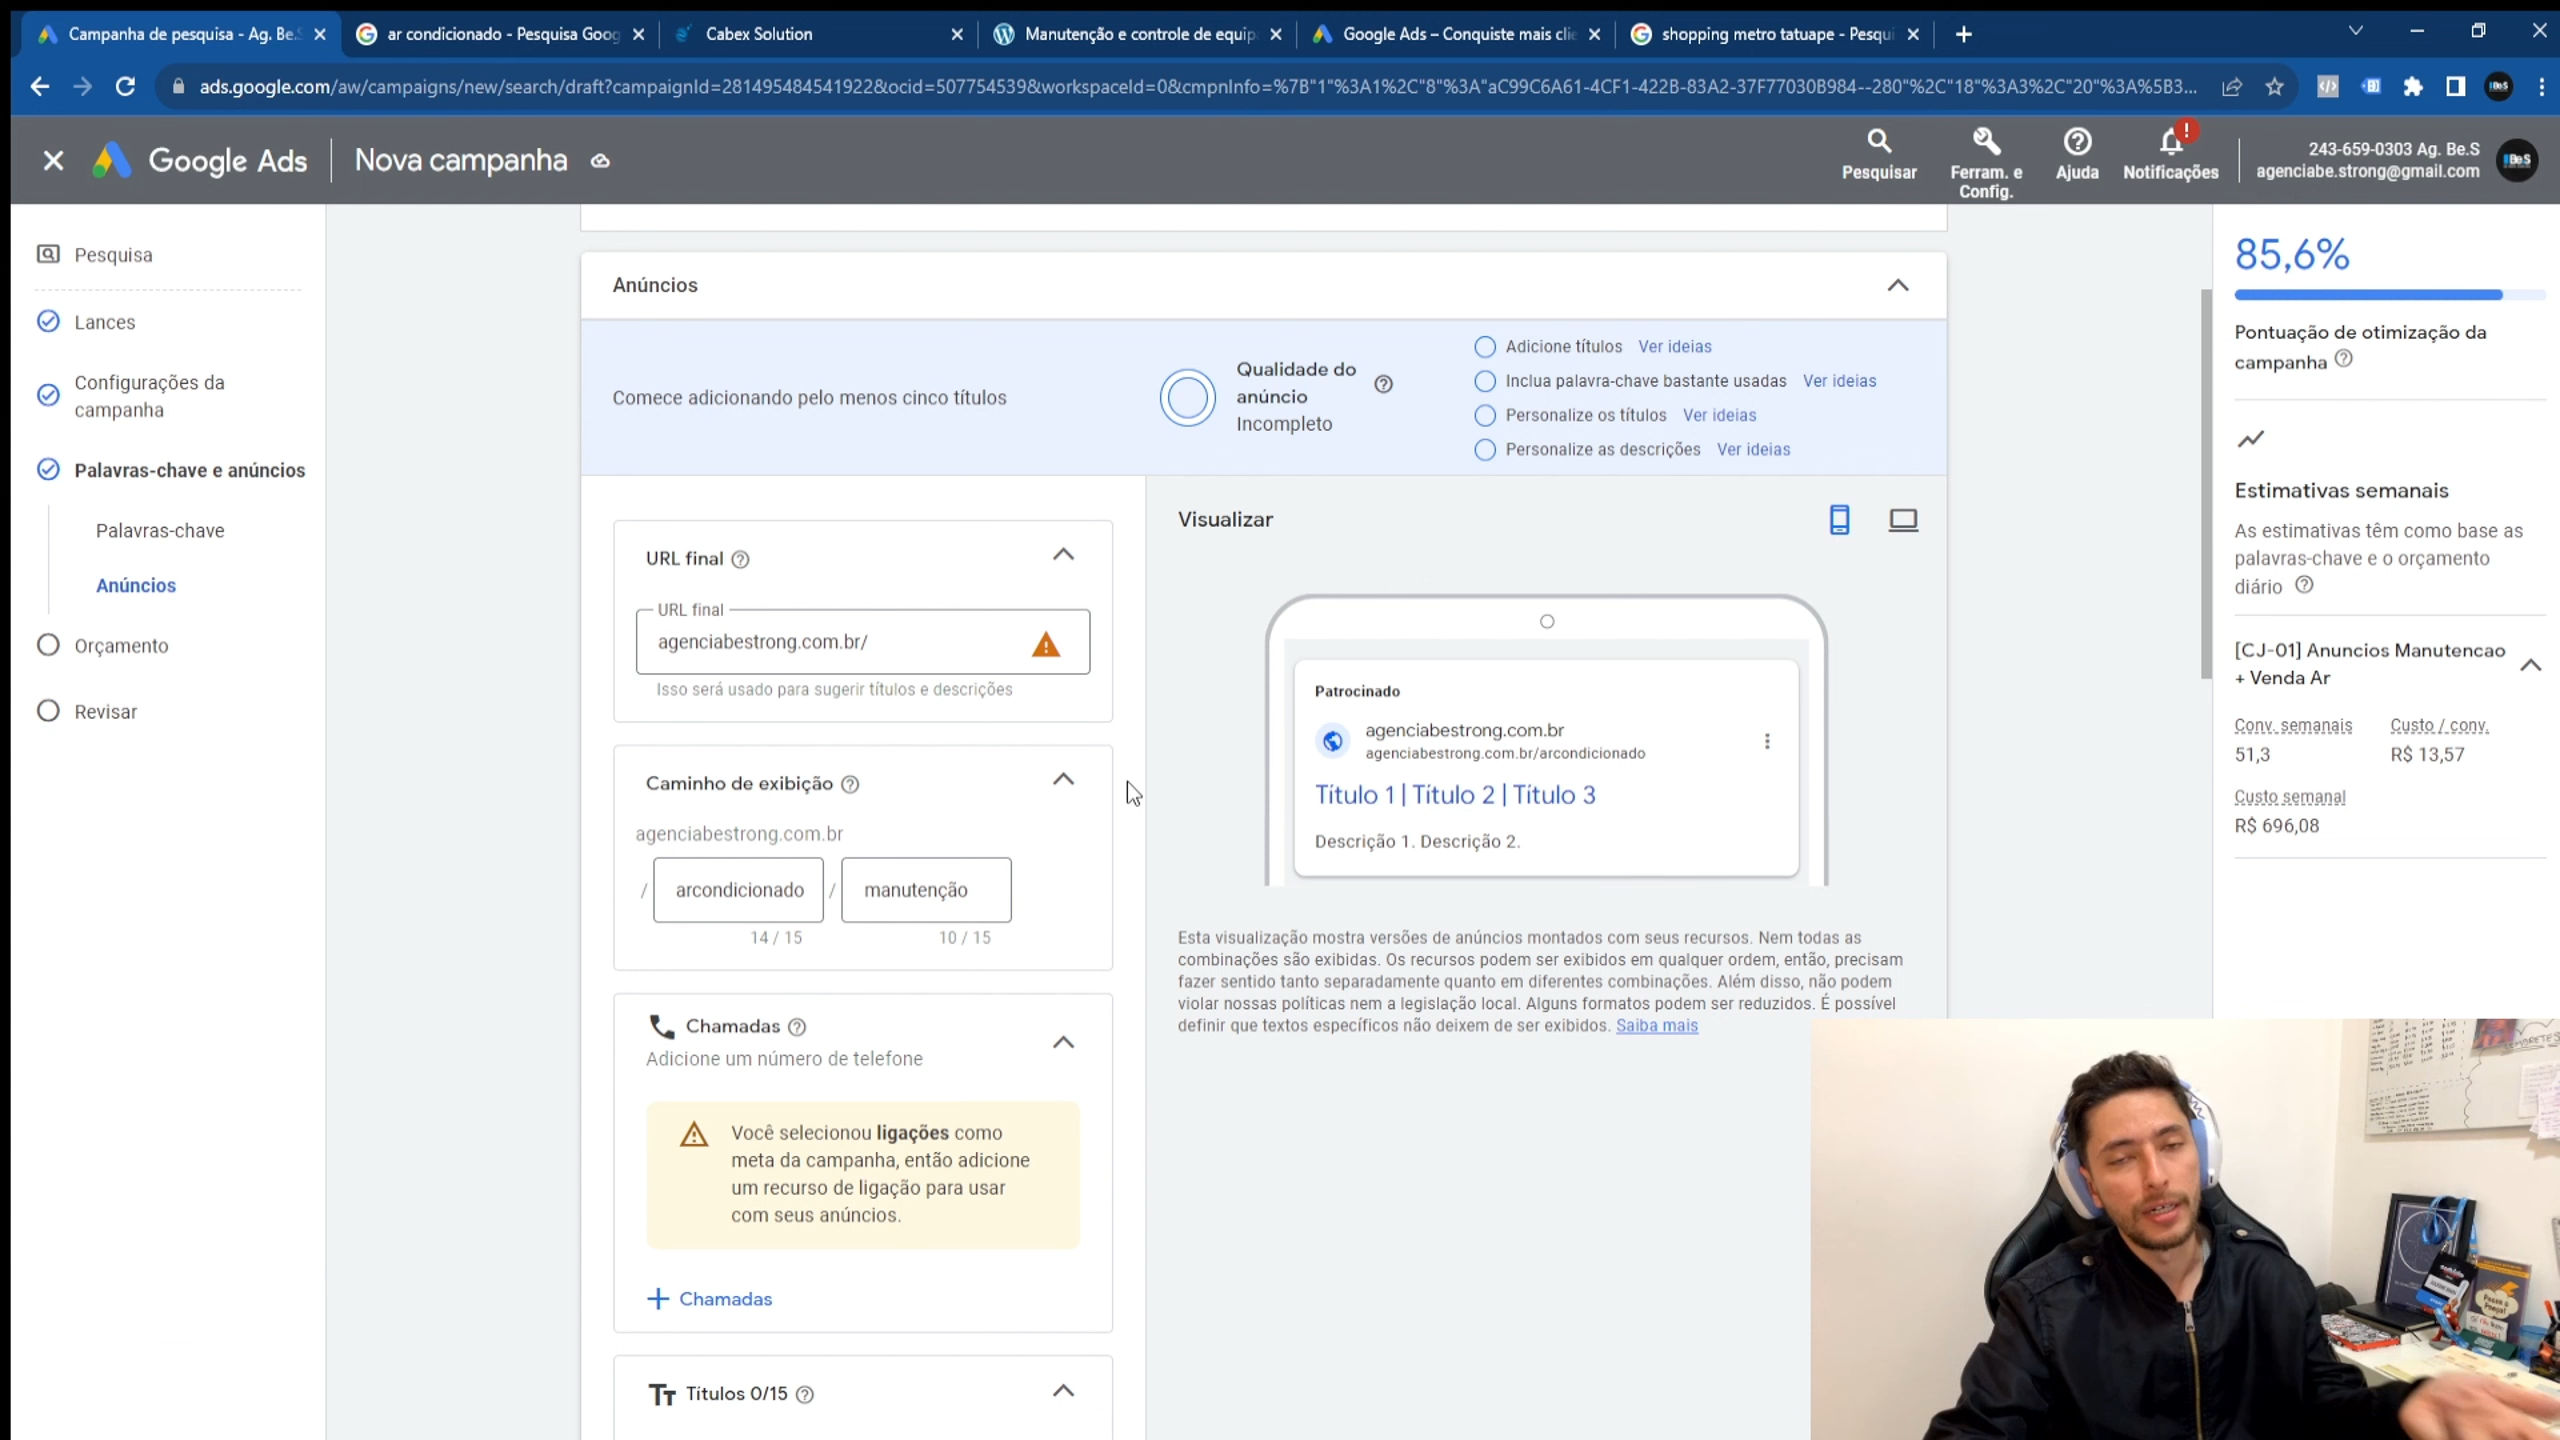 Campanha de pesquisa - Ag. Be.S
ar condicionado - Pesquisa Goog
Cabex Solution
Manutenção e controle de equip
Google Ads – Conquiste mais clie
shopping metro tatuape - Pesqui
ads.google.com/aw/campaigns/new/search/draft?campaignId=281495484541922&ocid=507754539&workspaceId=0&cmpnInfo=%7B"1"%3A1%2C"8"%3A"aC99C6A61-4CF1-422B-83A2-37F77030B984--280"%2C"18"%3A3%2C"20"%3A%5B3...
Google Ads
Nova campanha
Pesquisar
Ferram. e
Config.
Ajuda
Notificações
243-659-0303 Ag. Be.S
agenciabe.strong@gmail.com
Be.S
Pesquisa
Lances
Configurações da
campanha
Palavras-chave e anúncios
Palavras-chave
Anúncios
Orçamento
Revisar
Anúncios
Comece adicionando pelo menos cinco títulos
Qualidade do
anúncio
Incompleto
Adicione títulos Ver ideias
Inclua palavra-chave bastante usadas Ver ideias
Personalize os títulos Ver ideias
Personalize as descrições Ver ideias
URL final
URL final
agenciabestrong.com.br/
Isso será usado para sugerir títulos e descrições
Caminho de exibição
agenciabestrong.com.br
/ arcondicionado / manutenção
14 / 15
10 / 15
Chamadas
Adicione um número de telefone
Você selecionou ligações como
meta da campanha, então adicione
um recurso de ligação para usar
com seus anúncios.
Chamadas
Títulos 0/15
Visualizar
Patrocinado
agenciabestrong.com.br
agenciabestrong.com.br/arcondicionado
Título 1 | Título 2 | Título 3
Descrição 1. Descrição 2.
Esta visualização mostra versões de anúncios montados com seus recursos. Nem todas as
combinações são exibidas. Os recursos podem ser exibidos em qualquer ordem, então, precisam
fazer sentido tanto separadamente quanto em diferentes combinações. Além disso, não podem
violar nossas políticas nem a legislação local. Alguns formatos podem ser reduzidos. É possível
definir que textos específicos não deixem de ser exibidos. Saiba mais
85,6%
Pontuação de otimização da
campanha
Estimativas semanais
As estimativas têm como base as
palavras-chave e o orçamento
diário
[CJ-01] Anuncios Manutencao
+ Venda Ar
Conv. semanais
Custo / conv.
51,3
R$ 13,57
Custo semanal
R$ 696,08